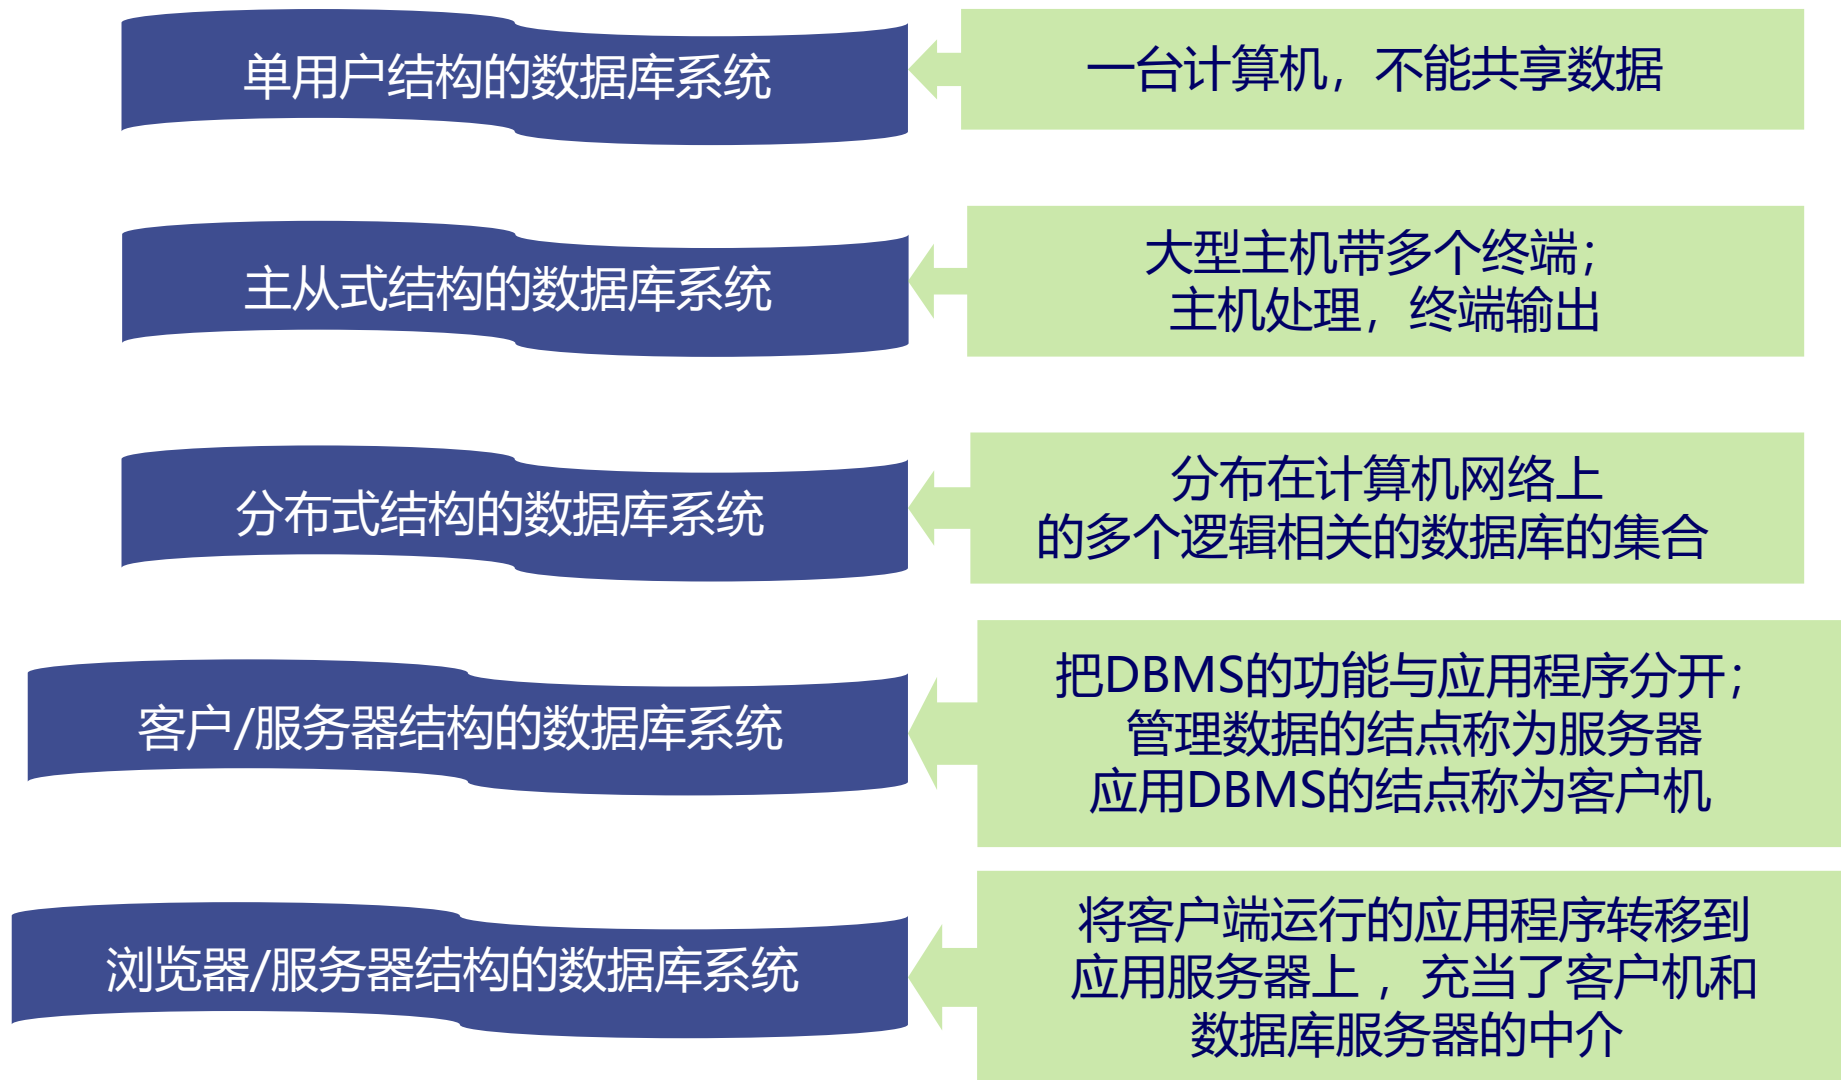 单用户结构的数据库系统
一台计算机，不能共享数据
主从式结构的数据库系统
大型主机带多个终端；
主机处理，终端输出
分布式结构的数据库系统
分布在计算机网络上
的多个逻辑相关的数据库的集合
客户/服务器结构的数据库系统
把DBMS的功能与应用程序分开；
管理数据的结点称为服务器
应用DBMS的结点称为客户机
浏览器/服务器结构的数据库系统
将客户端运行的应用程序转移到
应用服务器上 ，充当了客户机和
数据库服务器的中介